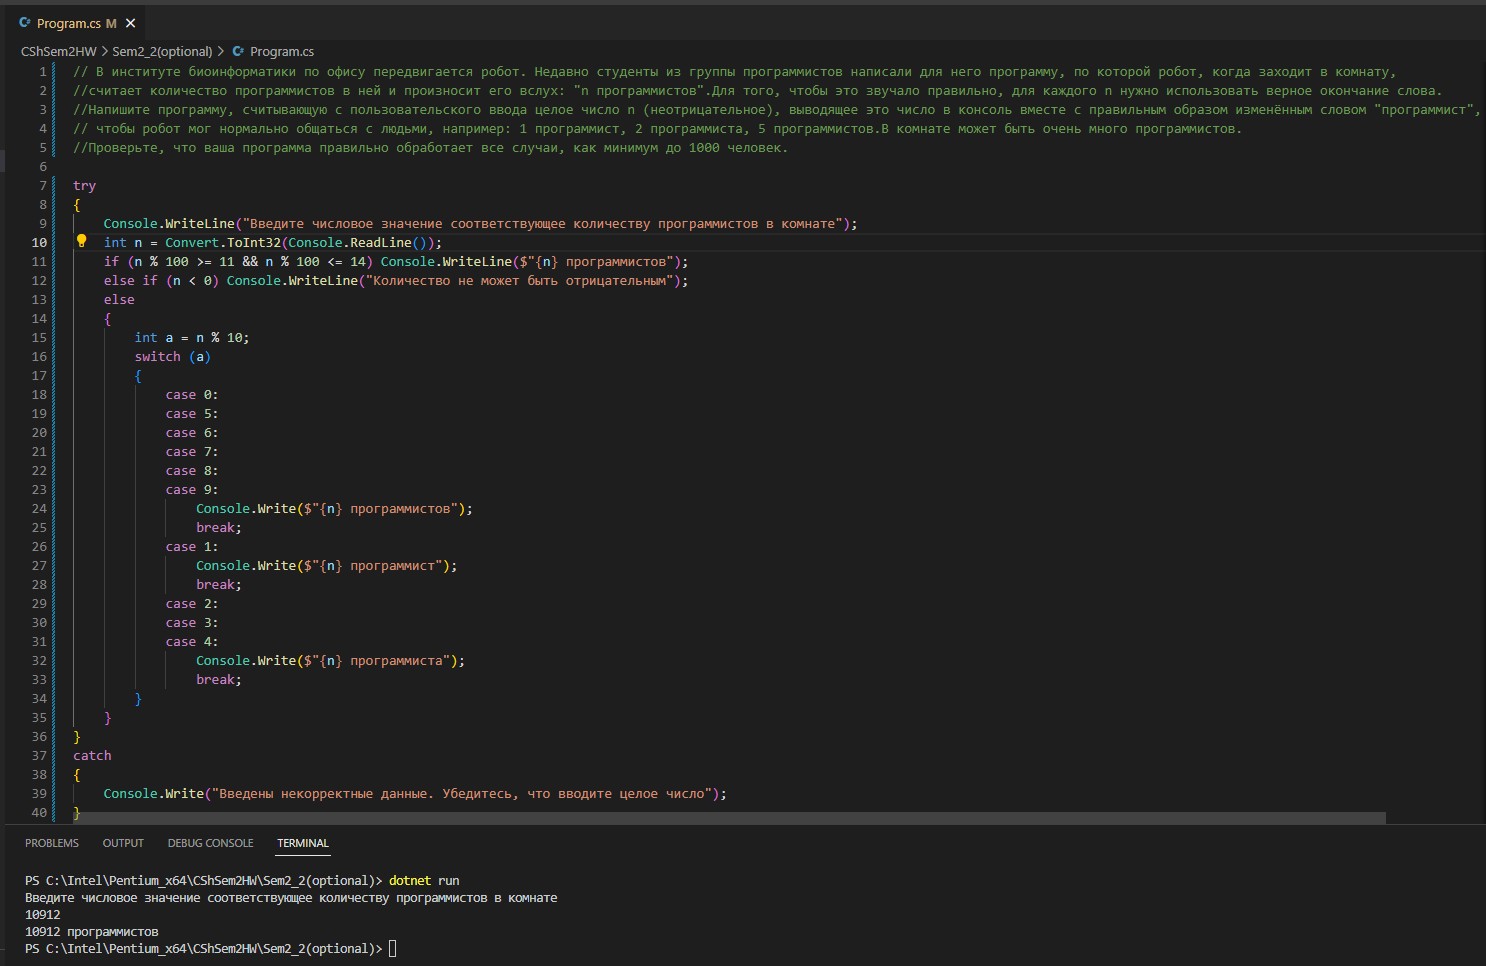 Program.cs M
CShSem2HW > Sem2_2(optional) > Program.cs
1 // В институте биоинформатики по офису передвигается робот. Недавно студенты из группы программистов написали для него программу, по которой робот, когда заходит в комнату,
2 //считает количество программистов в ней и произносит его вслух: "n программистов".Для того, чтобы это звучало правильно, для каждого n нужно использовать верное окончание слова.
3 //Напишите программу, считывающую с пользовательского ввода целое число n (неотрицательное), выводящее это число в консоль вместе с правильным образом изменённым словом "программист",
4 // чтобы робот мог нормально общаться с людьми, например: 1 программист, 2 программиста, 5 программистов.В комнате может быть очень много программистов.
5 //Проверьте, что ваша программа правильно обработает все случаи, как минимум до 1000 человек.
6
7 try
8 {
9 Console.WriteLine("Введите числовое значение соответствующее количеству программистов в комнате");
10 int n = Convert.ToInt32(Console.ReadLine());
11 if (n % 100 >= 11 && n % 100 <= 14) Console.WriteLine($"{n} программистов");
12 else if (n < 0) Console.WriteLine("Количество не может быть отрицательным");
13 else
14 {
15 int a = n % 10;
16 switch (a)
17 {
18 case 0:
19 case 5:
20 case 6:
21 case 7:
22 case 8:
23 case 9:
24 Console.Write($"{n} программистов");
25 break;
26 case 1:
27 Console.Write($"{n} программист");
28 break;
29 case 2:
30 case 3:
31 case 4:
32 Console.Write($"{n} программиста");
33 break;
34 }
35 }
36 }
37 catch
38 {
39 Console.Write("Введены некорректные данные. Убедитесь, что вводите целое число");
40 }
PROBLEMS OUTPUT DEBUG CONSOLE TERMINAL
PS C:\Intel\Pentium_x64\CShSem2HW\Sem2_2(optional)> dotnet run
Введите числовое значение соответствующее количеству программистов в комнате
10912
10912 программистов
PS C:\Intel\Pentium_x64\CShSem2HW\Sem2_2(optional)>